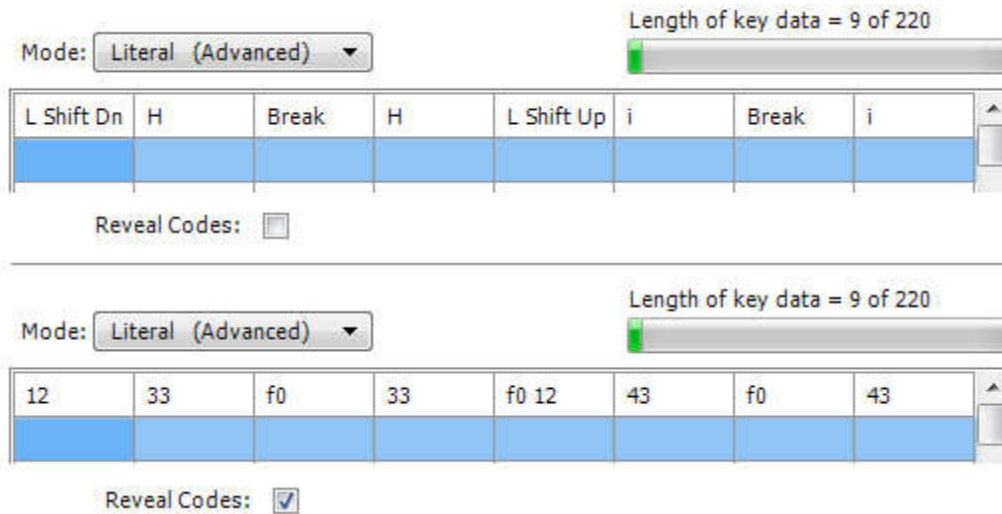 Length of key data = 9 of 220
Mode: Literal (Advanced)
L Shift Dn H Break H L Shift Up i Break i
Reveal Codes:
Length of key data = 9 of 220
Mode: Literal (Advanced)
12 33 f0 33 f0 12 43 f0 43
Reveal Codes: